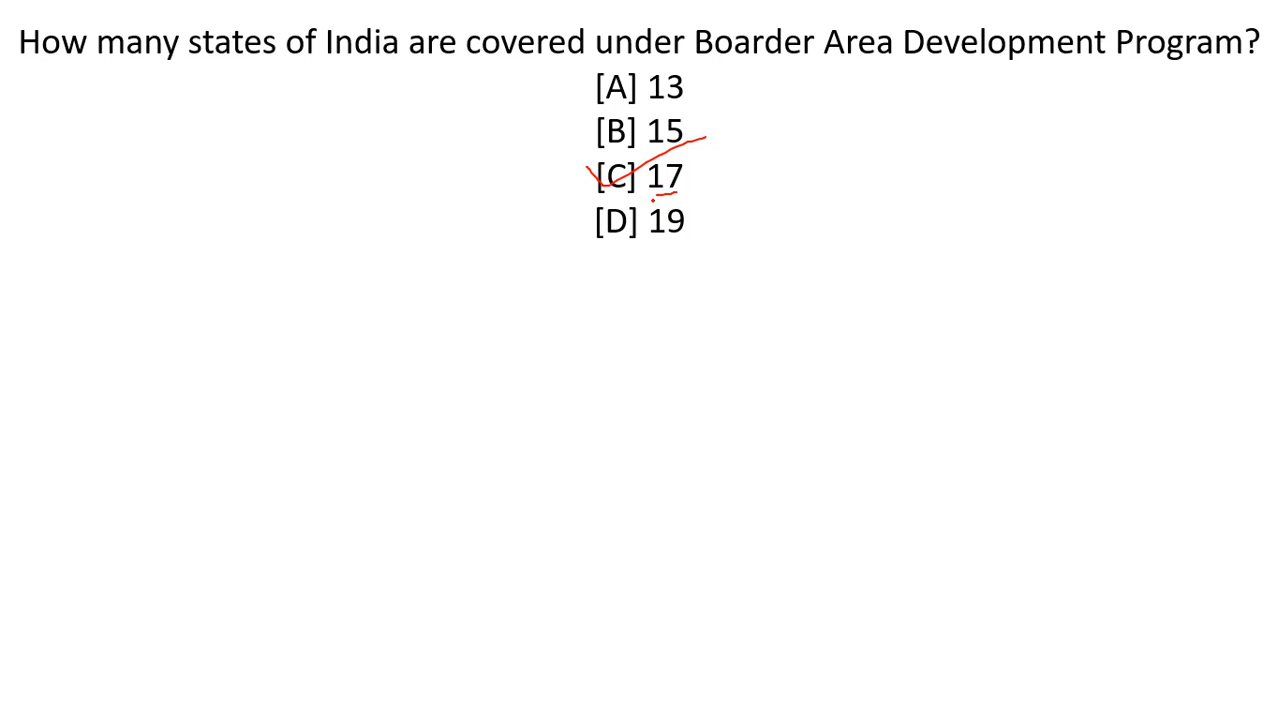 How many states of India are covered under Boarder Area Development Program?
[A] 13
[B] 15
[C] 17
[D] 19